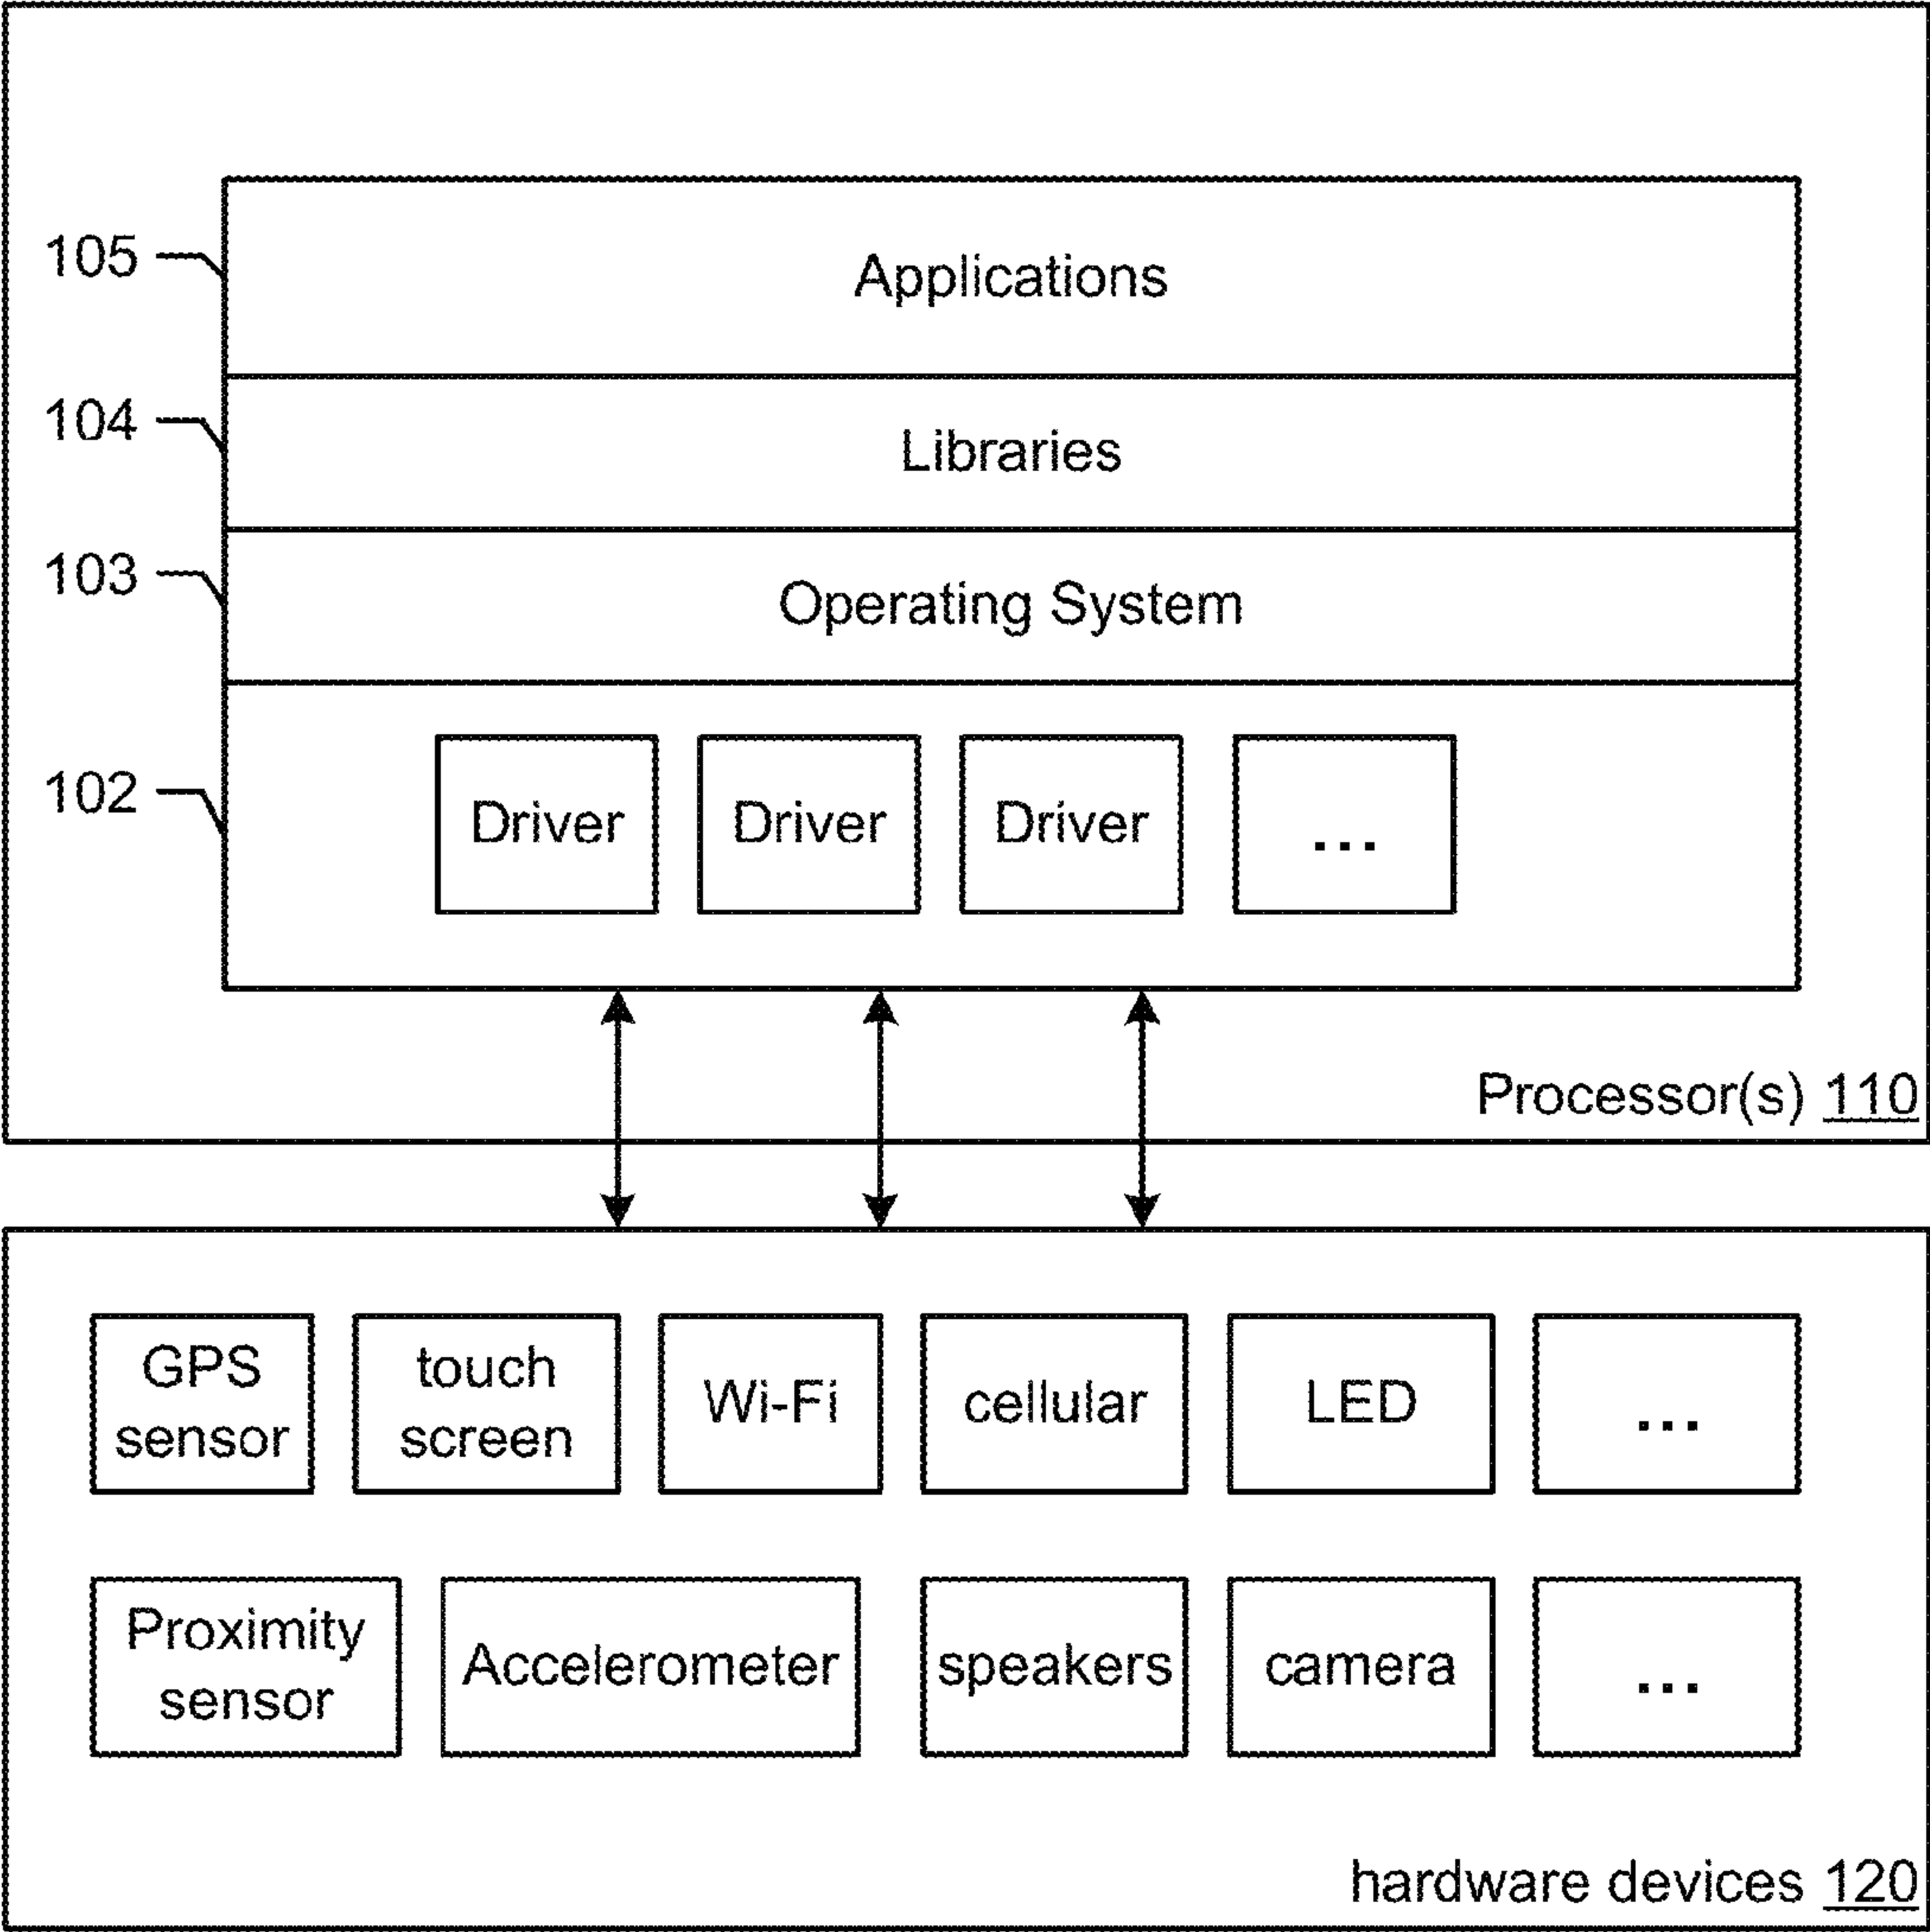 105
Applications
104
Libraries
103
Operating System
102
Driver Driver Driver ...
Processor(s) 110
GPS
sensor
touch
screen
Wi-Fi
cellular
LED
...
Proximity
sensor
Accelerometer
speakers
camera
...
hardware devices 120